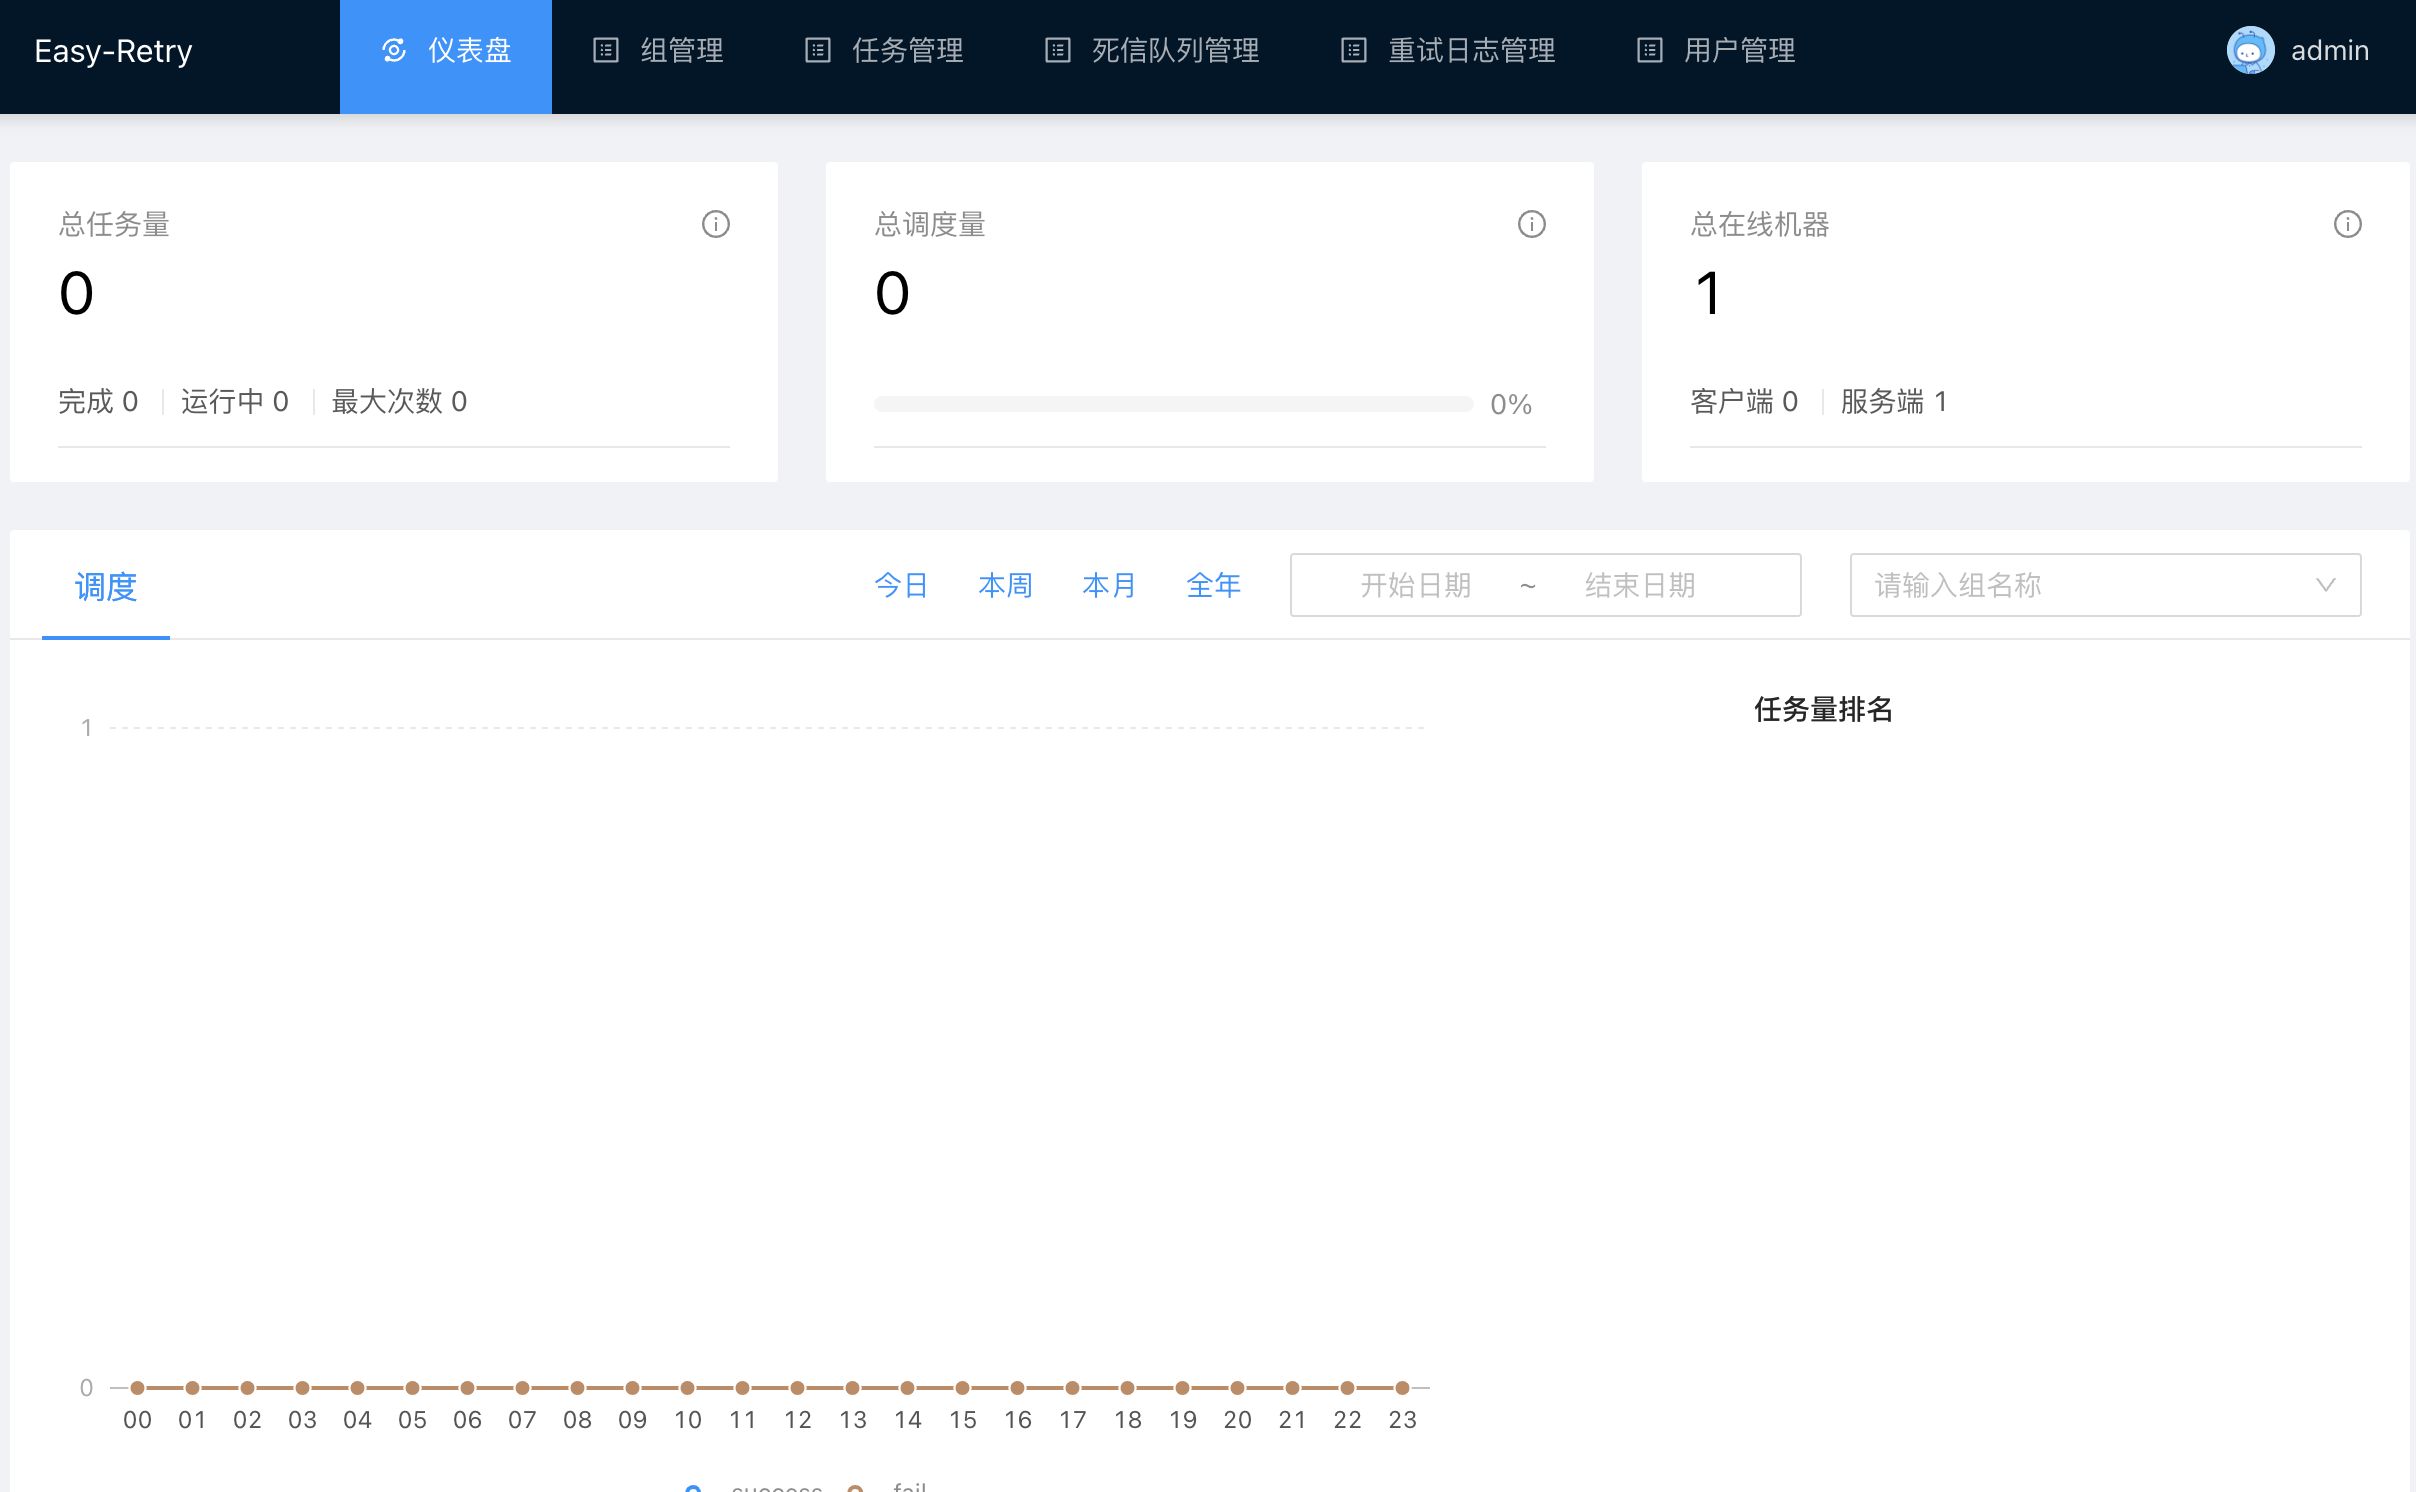 Easy-Retry 仪表盘 组管理 任务管理 死信队列管理 重试日志管理 用户管理 admin
总任务量 总调度量 总在线机器
0 0 1
完成 0 运行中 0 最大次数 0 0% 客户端 0 服务端 1
调度 今日 本周 本月 全年 开始日期 ~ 结束日期 请输入组名称
任务量排名
1
0
00 01 02 03 04 05 06 07 08 09 10 11 12 13 14 15 16 17 18 19 20 21 22 23
success fail